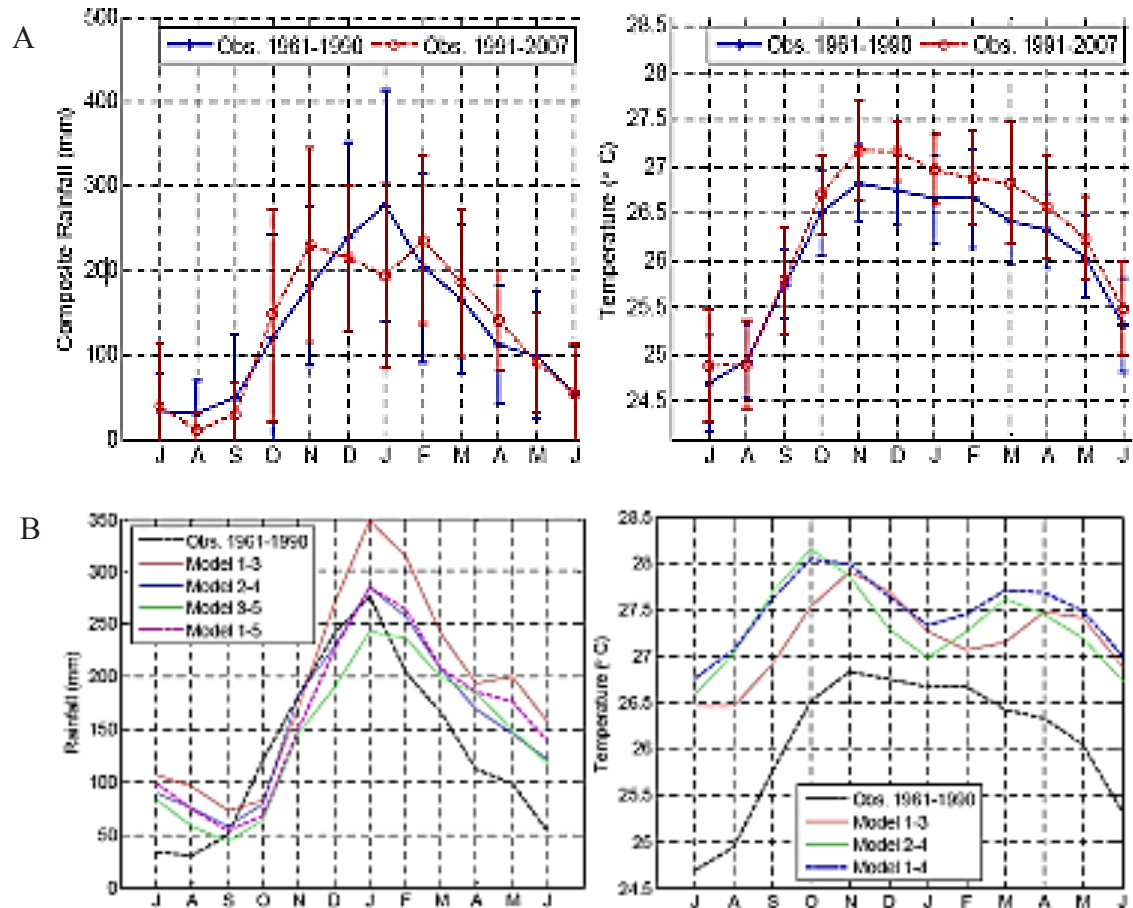 A
500
400
300
200
100
0
Composite Rainfall (mm)
Obs. 1961-1990 Obs. 1991-2007
J A S O N D J F M A M J
28.5
28
27.5
27
26.5
26
25.5
25
24.5
Temperature (° C)
Obs. 1961-1990 Obs. 1991-2007
J A S O N D J F M A M J
B
350
300
250
200
150
100
50
0
Rainfall (mm)
Obs. 1961-1990
Model 1-3
Model 2-4
Model 3-5
Model 1-5
J A S O N D J F M A M J
28.5
28
27.5
27
26.5
26
25.5
25
24.5
Temperature (° C)
Obs. 1961-1990
Model 1-3
Model 2-4
Model 1-4
J A S O N D J F M A M J